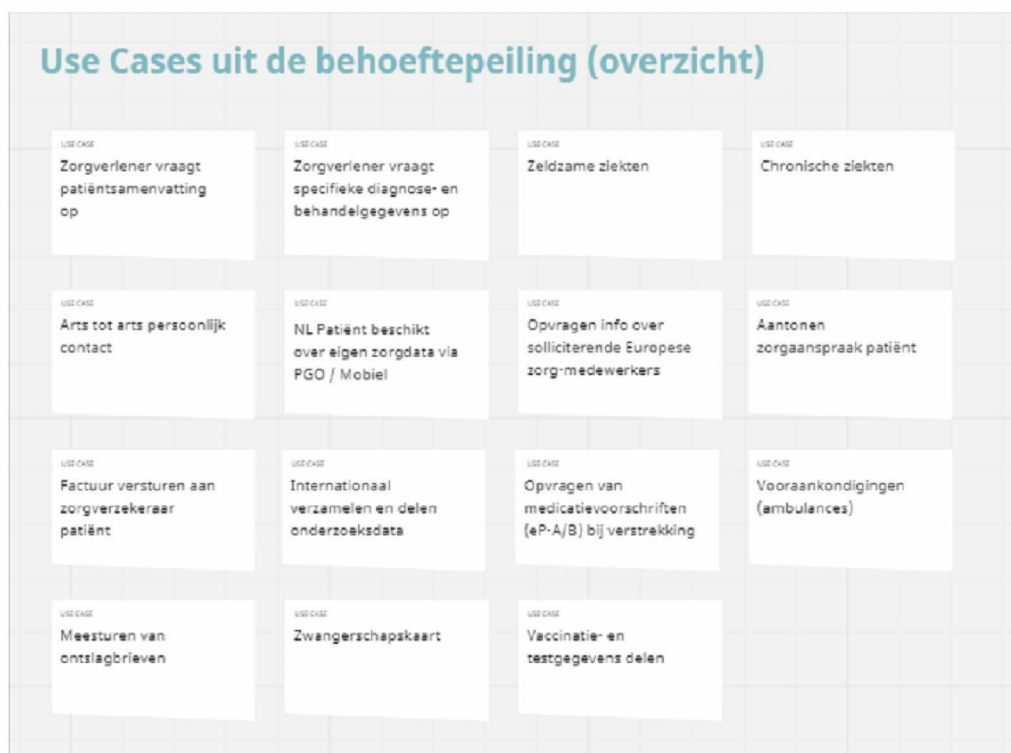 Use Cases uit de behoeftepeiling (overzicht)
USE CASE
Zorgverlener vraagt
patiëntsamenvatting
op
USE CASE
Zorgverlener vraagt
specifieke diagnose- en
behandelgegevens op
USE CASE
Zeldzame ziekten
USE CASE
Chronische ziekten
USE CASE
Arts tot arts persoonlijk
contact
USE CASE
NL Patiënt beschikt
over eigen zorgdata via
PGO / Mobiel
USE CASE
Opvragen info over
solliciterende Europese
zorg-medewerkers
USE CASE
Aantonen
zorgaanspraak patiënt
USE CASE
Factuur versturen aan
zorgverzekeraar
patiënt
USE CASE
Internationaal
verzamelen en delen
onderzoeksdata
USE CASE
Opvragen van
medicatievoorschriften
(eP-A/B) bij verstrekking
USE CASE
Vooraankondigingen
(ambulances)
USE CASE
Meesturen van
ontslagbrieven
USE CASE
Zwangerschapskaart
USE CASE
Vaccinatie- en
testgegevens delen